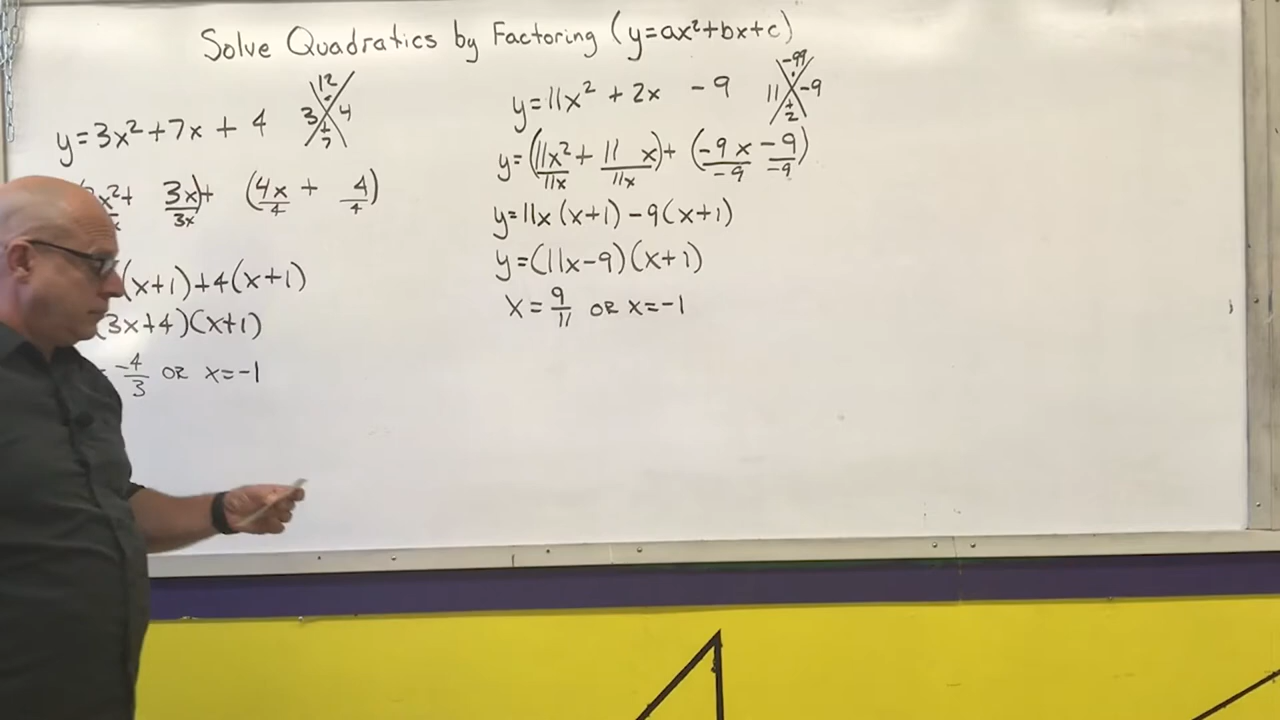 Solve Quadratics by Factoring (y=ax²+bx+c)
y=3x²+7x+4
12
3 4
+
7
x²+ 3x)+ (4x + 4)
3x 4 4
(x+1)+4(x+1)
(3x+4)(x+1)
= -4/3 OR x=-1
y=11x²+2x -9
-99
11 -9
+
2
y=(11x²+ 11 x)+ (-9x -9)
11x 11x -9 -9
y=11x(x+1)-9(x+1)
y=(11x-9)(x+1)
x=9/11 OR x=-1